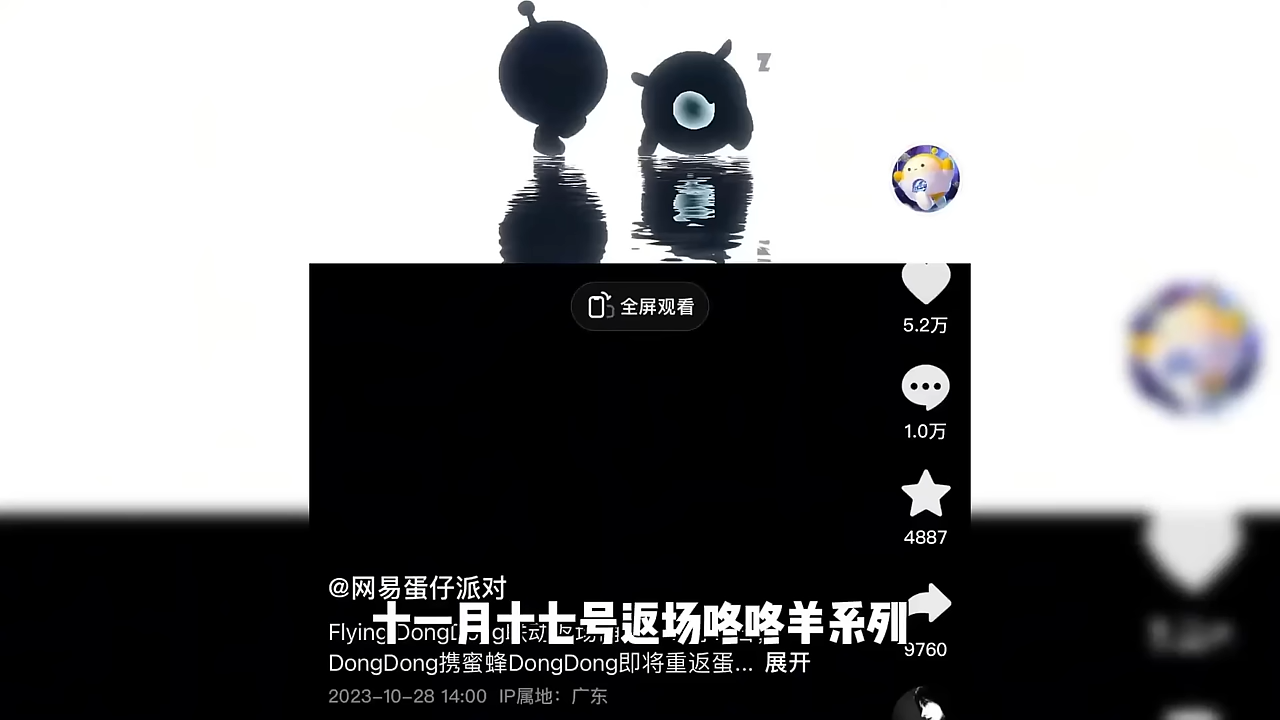 Z
全屏观看
5.2万
1.0万
4887
9760
@网易蛋仔派对
十一月十七号返场咚咚羊系列
Flying
DongDong携蜜蜂DongDong即将重返蛋... 展开
2023-10-28 14:00 IP属地：广东